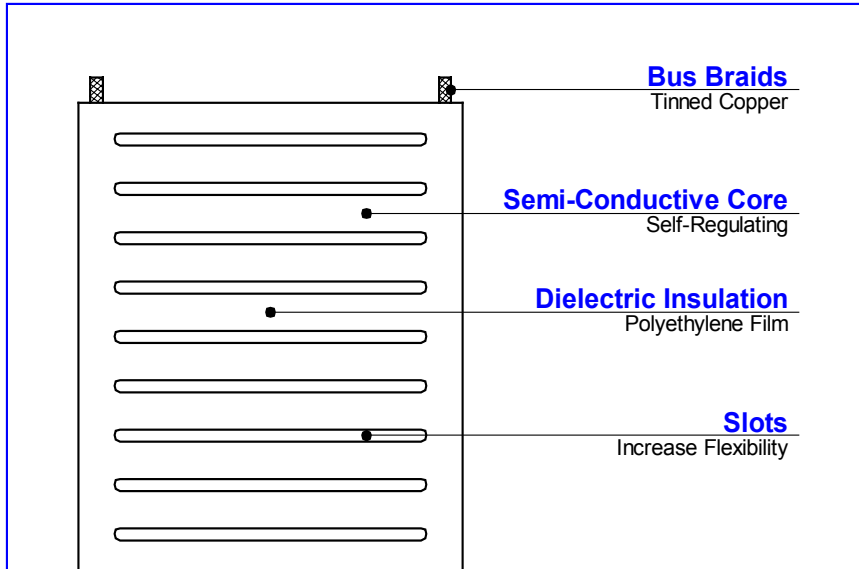 Bus Braids
Tinned Copper
Semi-Conductive Core
Self-Regulating
Dielectric Insulation
Polyethylene Film
Slots
Increase Flexibility